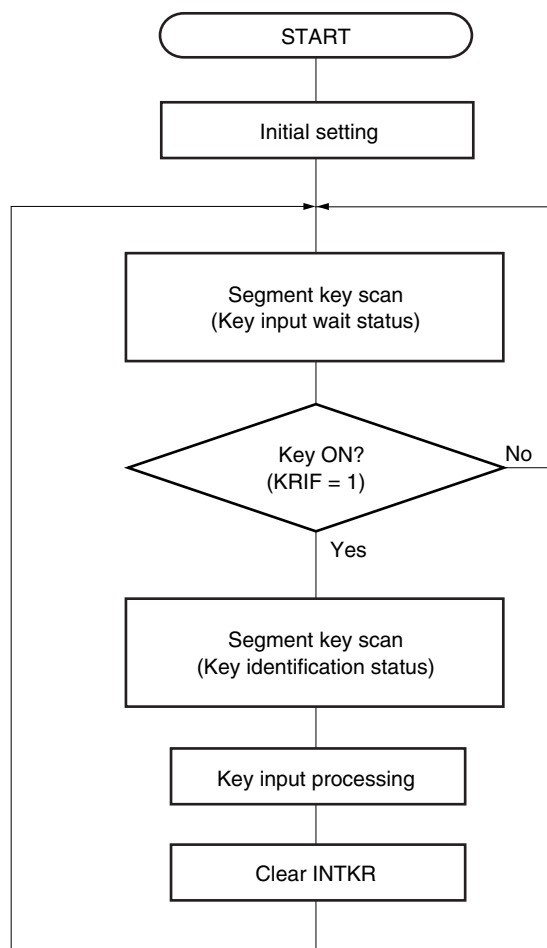 START
Initial setting
Segment key scan
(Key input wait status)
Key ON?
(KRIF = 1)
No
Yes
Segment key scan
(Key identification status)
Key input processing
Clear INTKR